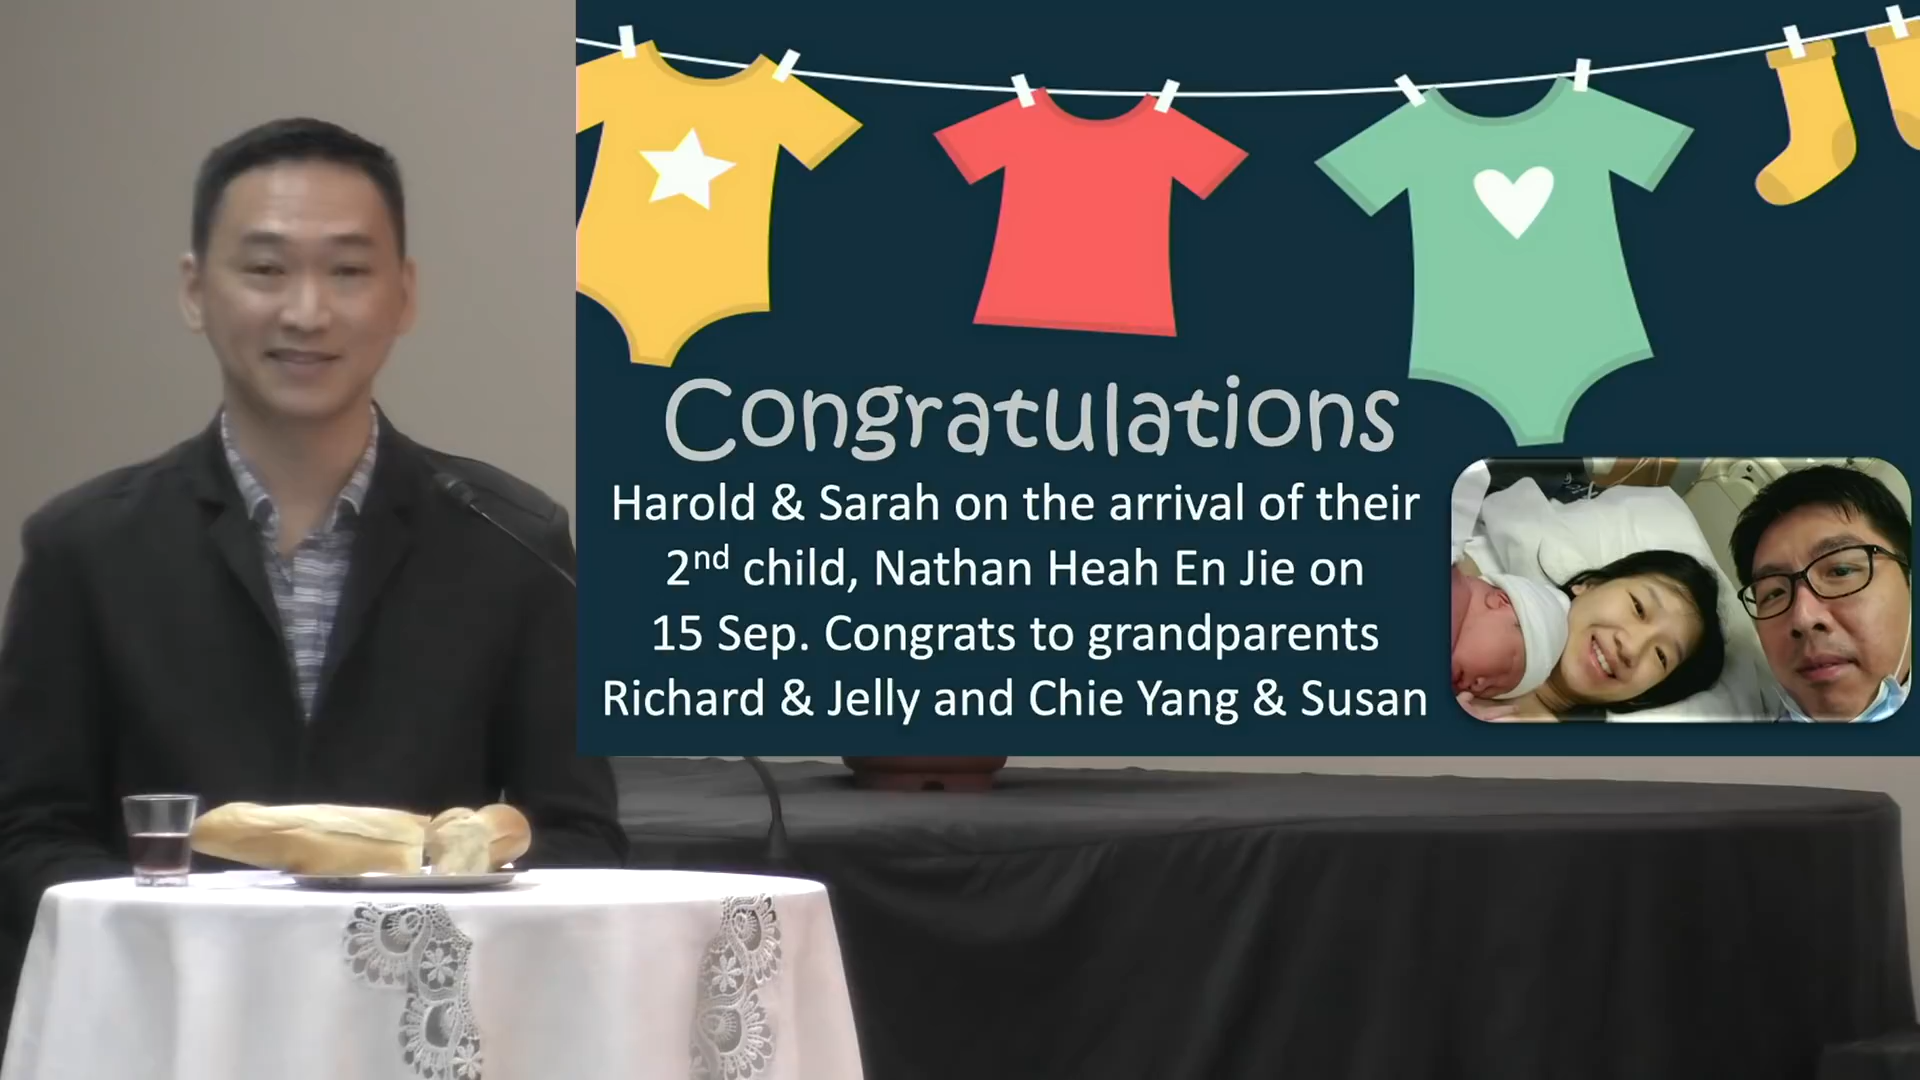 Congratulations
Harold & Sarah on the arrival of their
2nd child, Nathan Heah En Jie on
15 Sep. Congrats to grandparents
Richard & Jelly and Chie Yang & Susan